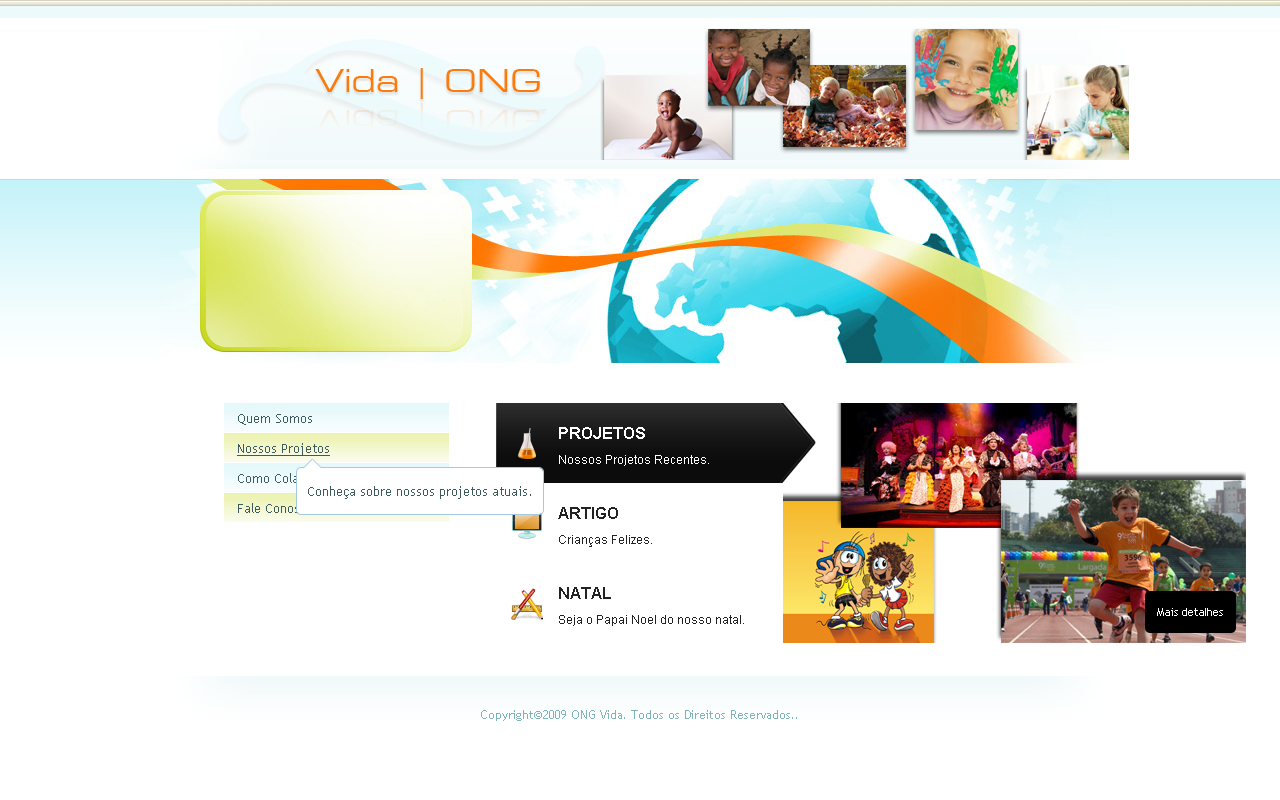 Vida | ONG
Quem Somos
Nossos Projetos
Como Cola
Fale Conos
Conheça sobre nossos projetos atuais.
PROJETOS
Nossos Projetos Recentes.
ARTIGO
Crianças Felizes.
NATAL
Seja o Papai Noel do nosso natal.
Largada
3596
Mais detalhes
Copyright©2009 ONG Vida. Todos os Direitos Reservados..